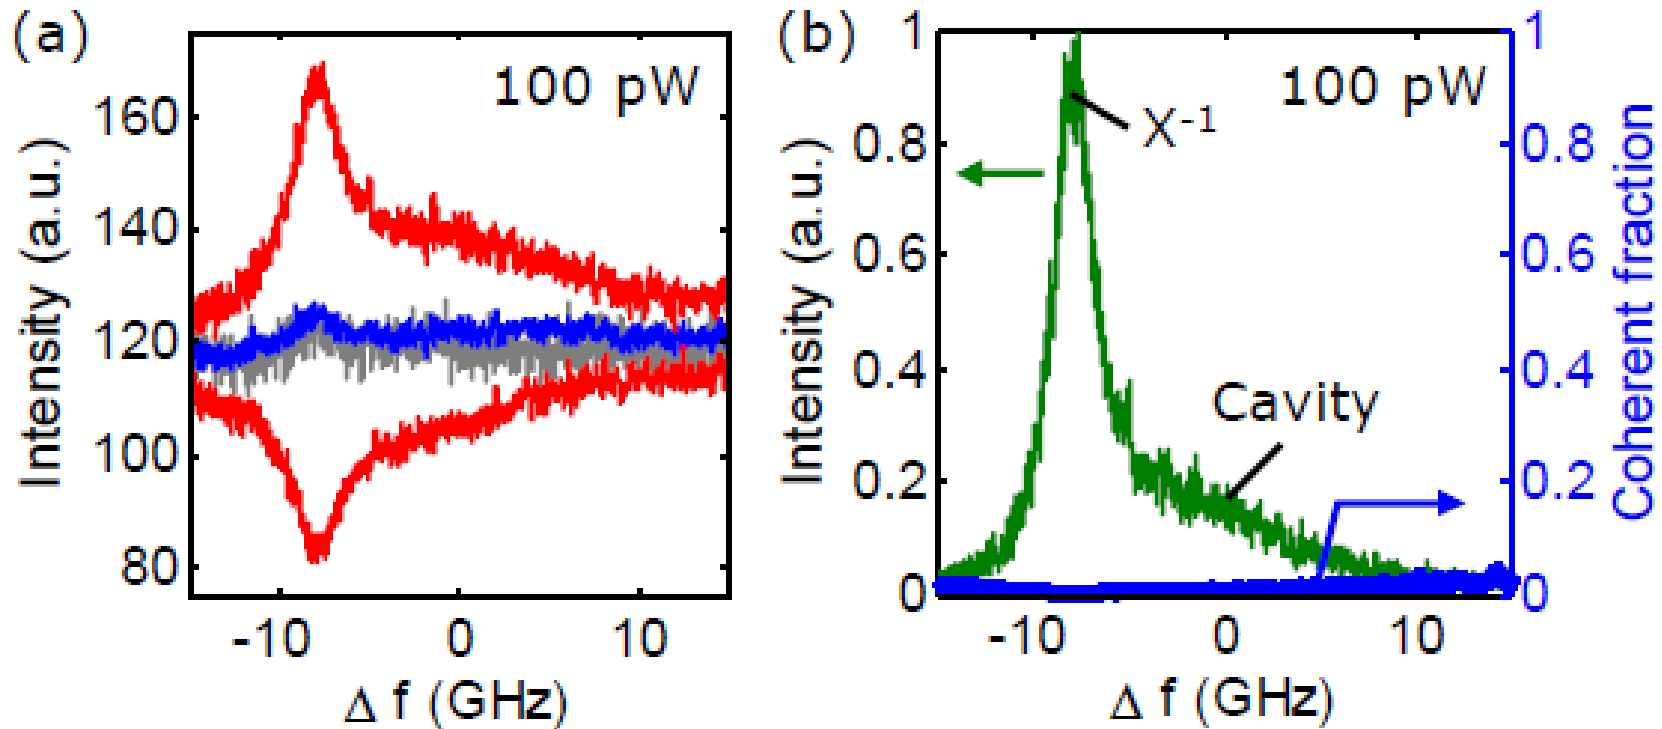 (a)
100 pW
160
140
120
100
80
Intensity (a.u.)
-10 0 10
Δ f (GHz)
(b)
100 pW
X-1
Cavity
1
0.8
0.6
0.4
0.2
0
Intensity (a.u.)
1
0.8
0.6
0.4
0.2
0
Coherent fraction
-10 0 10
Δ f (GHz)